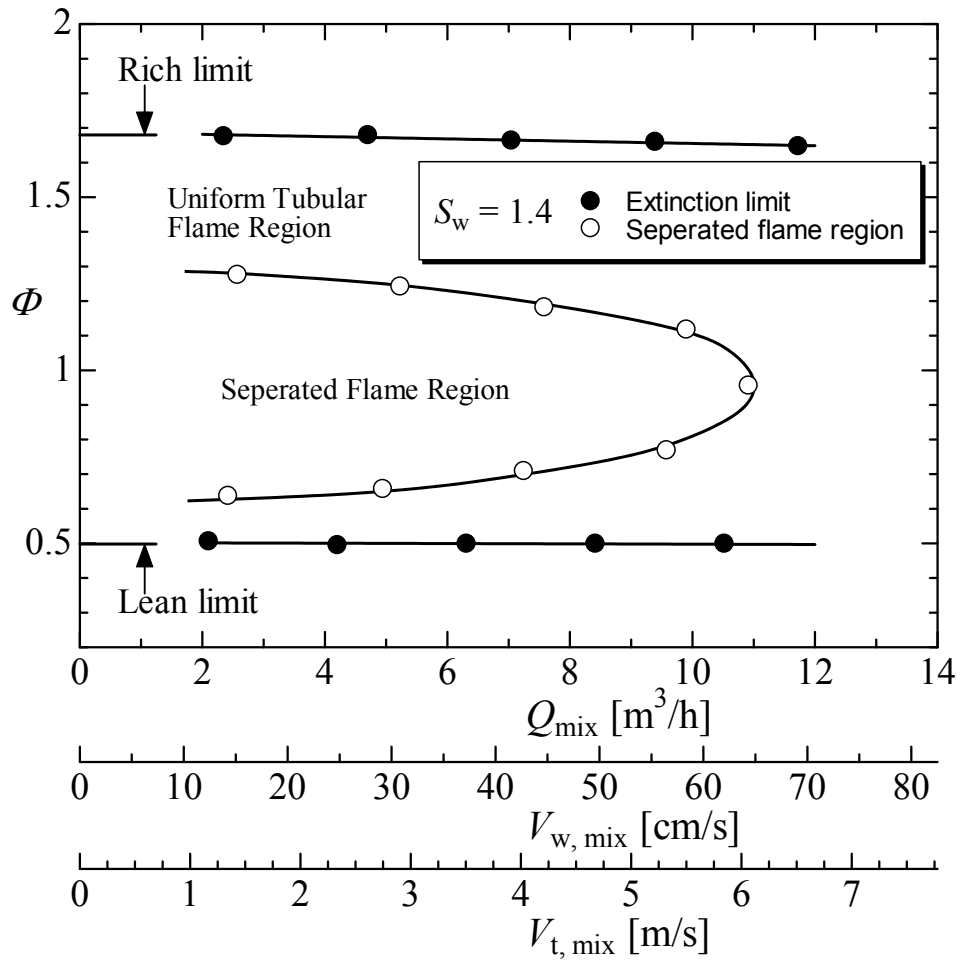 2
Rich limit
1.5
Uniform Tubular
Flame Region
S_w = 1.4
Extinction limit
Seperated flame region
Φ
1
Seperated Flame Region
0.5
Lean limit
0 2 4 6 8 10 12 14
Q_mix [m³/h]
0 10 20 30 40 50 60 70 80
V_w, mix [cm/s]
0 1 2 3 4 5 6 7
V_t, mix [m/s]